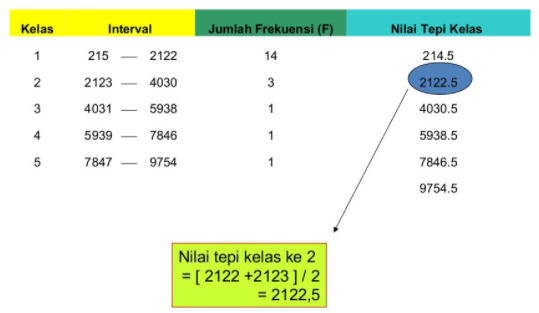 Kelas Interval Jumlah Frekuensi (F) Nilai Tepi Kelas
1 215 — 2122 14 214.5
2 2123 — 4030 3 2122.5
3 4031 — 5938 1 4030.5
4 5939 — 7846 1 5938.5
5 7847 — 9754 1 7846.5
9754.5
Nilai tepi kelas ke 2
= [ 2122 +2123 ] / 2
= 2122,5